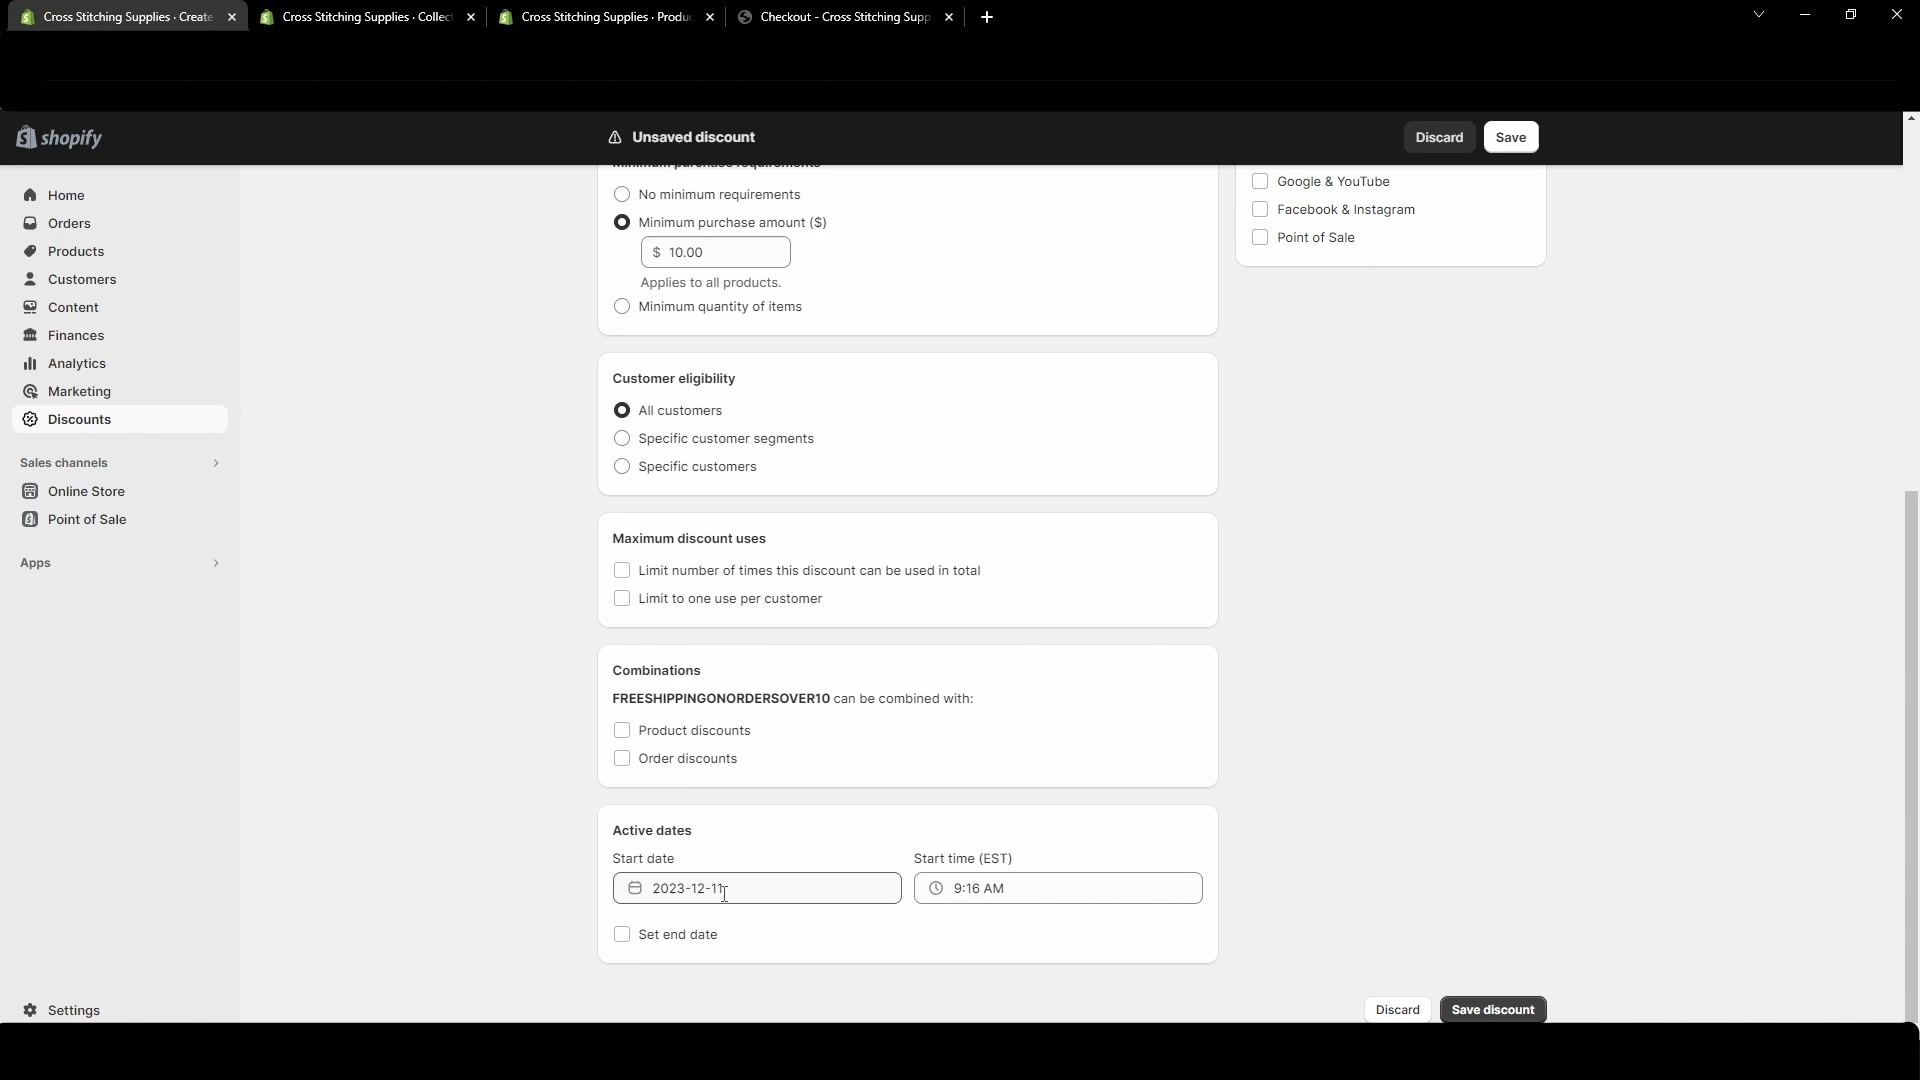 Cross Stitching Supplies · Create
Cross Stitching Supplies · Collec
Cross Stitching Supplies · Produc
Checkout - Cross Stitching Supp
shopify
Unsaved discount
Discard
Save
Home
Orders
Products
Customers
Content
Finances
Analytics
Marketing
Discounts
Sales channels
Online Store
Point of Sale
Apps
Settings
Minimum purchase requirements
No minimum requirements
Minimum purchase amount ($)
$ 10.00
Applies to all products.
Minimum quantity of items
Customer eligibility
All customers
Specific customer segments
Specific customers
Maximum discount uses
Limit number of times this discount can be used in total
Limit to one use per customer
Combinations
FREESHIPPINGONORDERSOVER10 can be combined with:
Product discounts
Order discounts
Active dates
Start date
Start time (EST)
2023-12-11
9:16 AM
Set end date
Google & YouTube
Facebook & Instagram
Point of Sale
Discard
Save discount